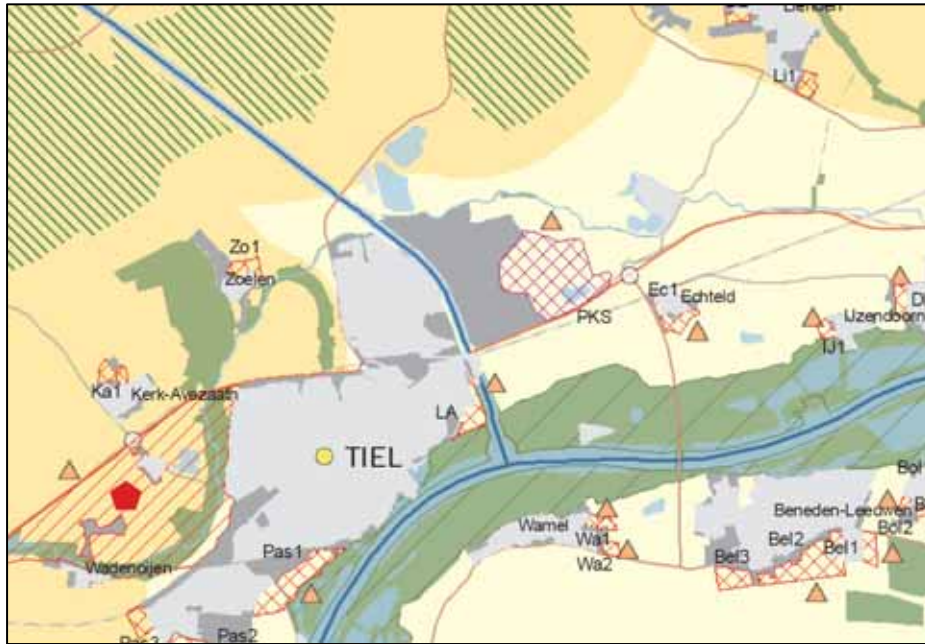 Li1
Zo1
Zoelen
PKS
Ec1
Echteld
IJzendoorn
IJ1
Ka1
Kerk-Avezaath
LA
TIEL
Wamel
Wa1
Wa2
Beneden-Leeuwen
Bol2
Bel2
Bel1
Bel3
Wadenoijen
Pas1
Pas2